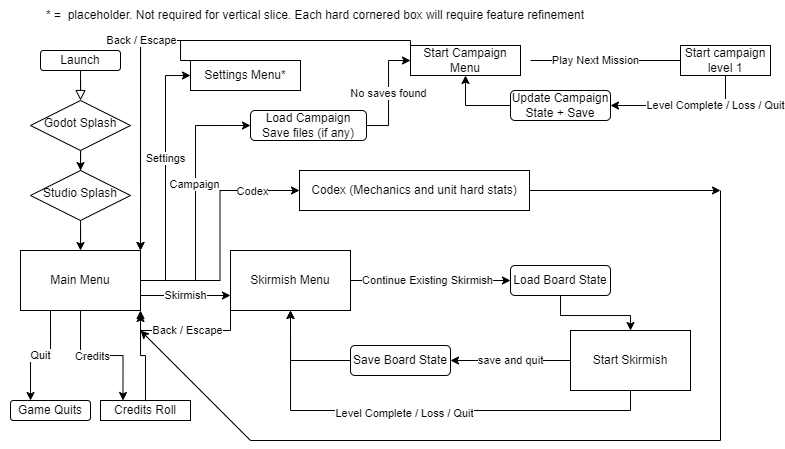 * = placeholder. Not required for vertical slice. Each hard cornered box will require feature refinement
Back / Escape
Launch
Settings Menu*
Start Campaign
Menu
Play Next Mission
Start campaign
level 1
No saves found
Update Campaign
State + Save
Level Complete / Loss / Quit
Godot Splash
Load Campaign
Save files (if any)
Settings
Campaign
Studio Splash
Codex
Codex (Mechanics and unit hard stats)
Main Menu
Skirmish
Skirmish Menu
Continue Existing Skirmish
Load Board State
Back / Escape
Quit
Credits
Save Board State
save and quit
Start Skirmish
Game Quits
Credits Roll
Level Complete / Loss / Quit